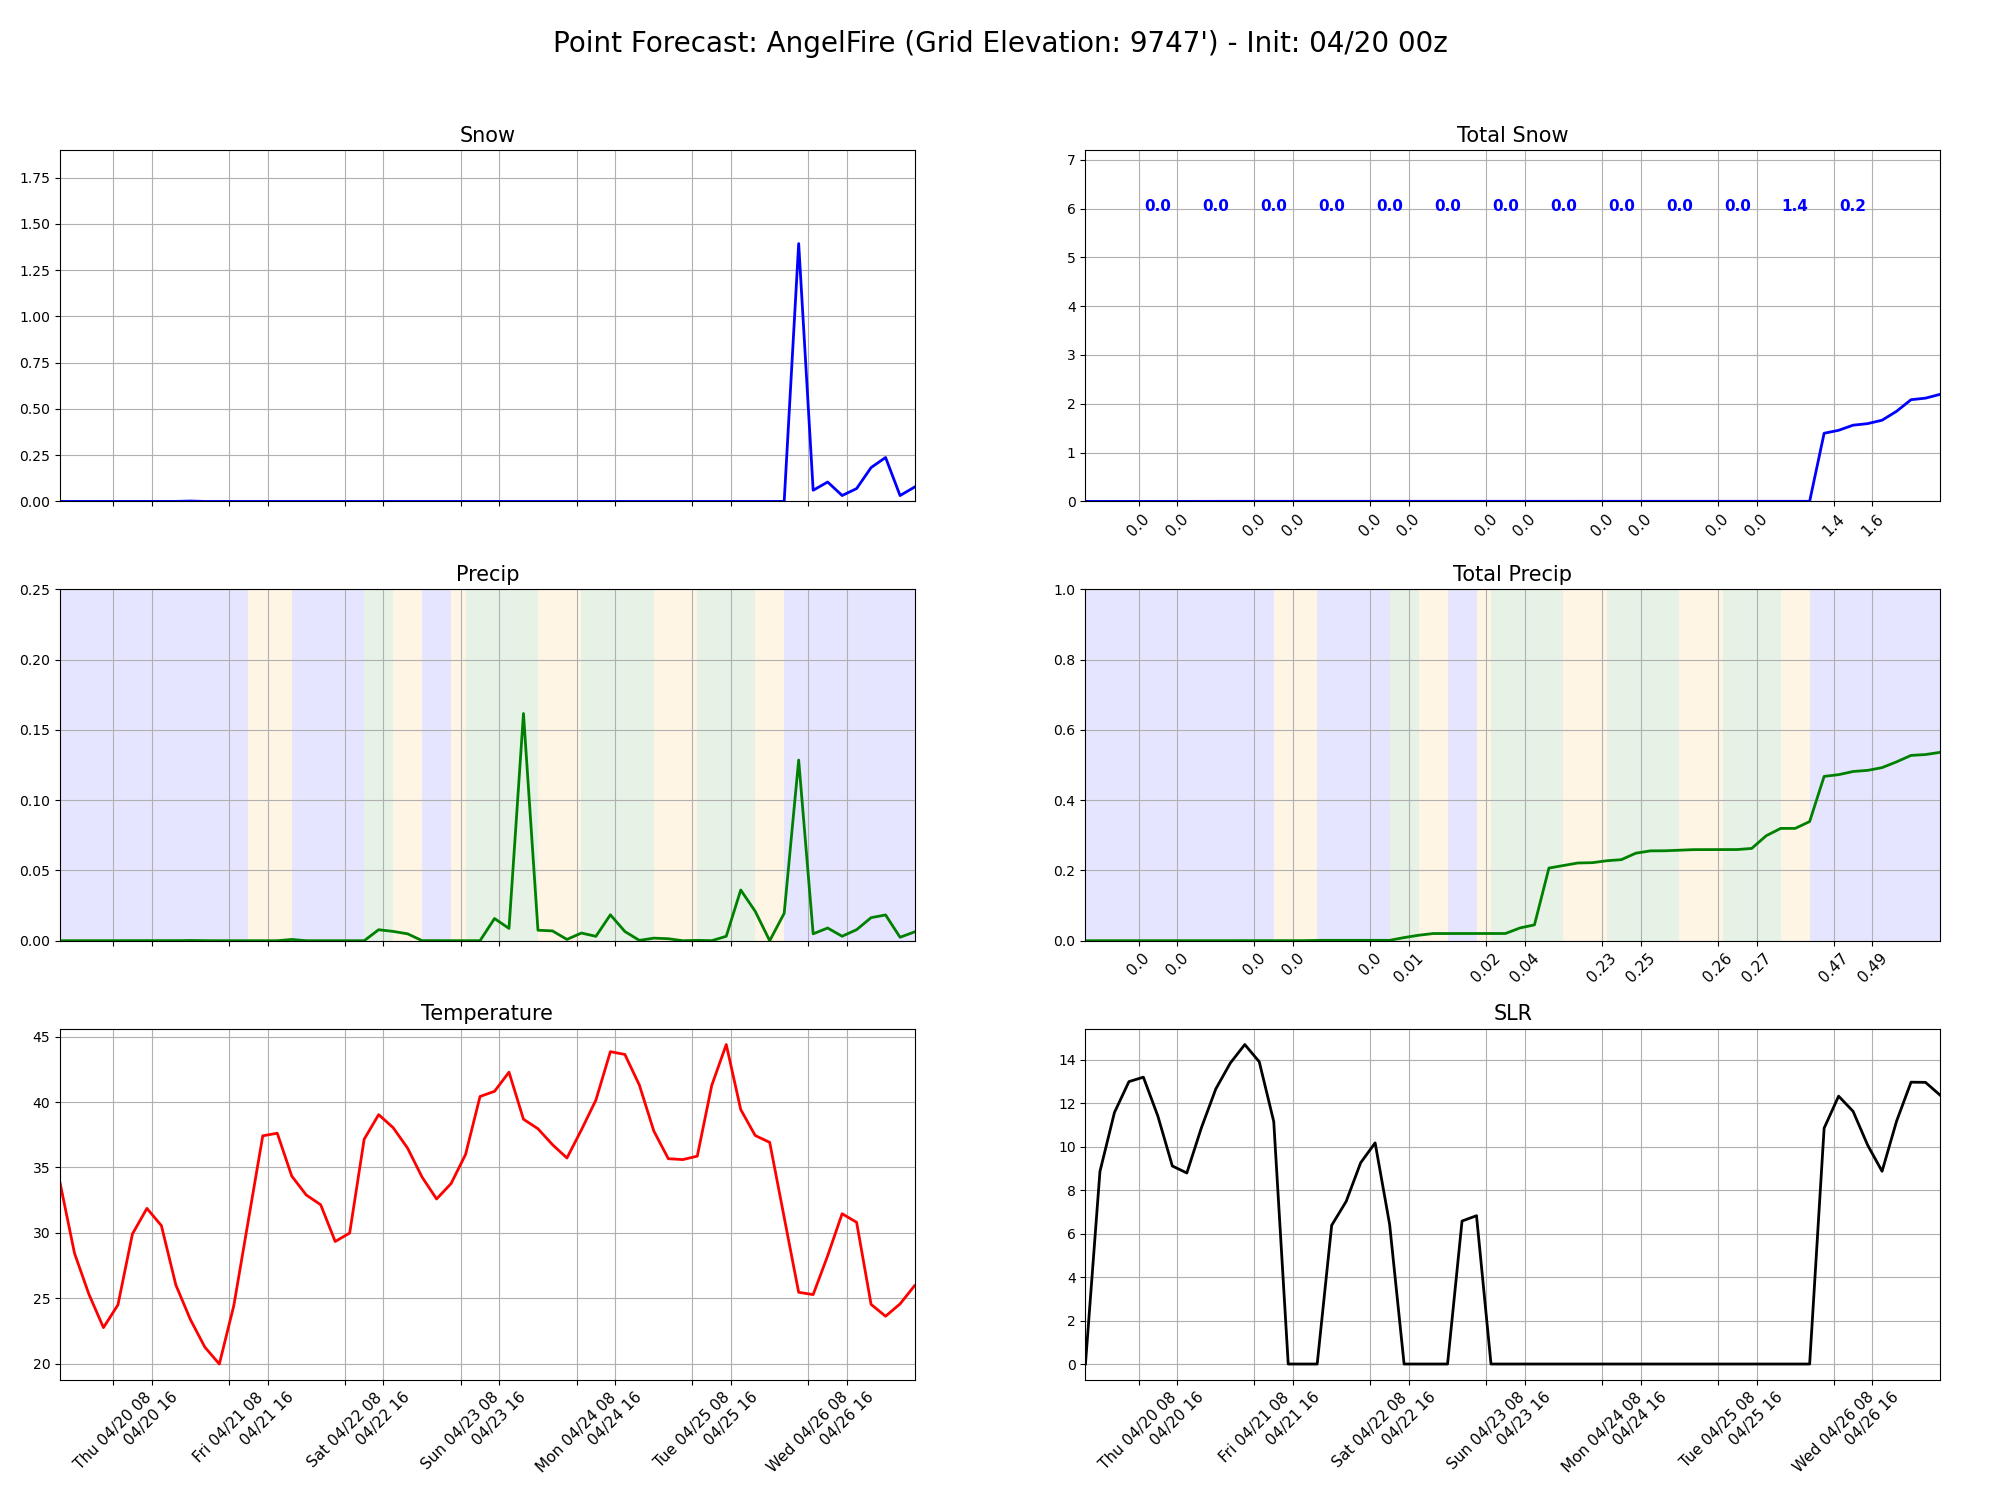 Point Forecast: AngelFire (Grid Elevation: 9747') - Init: 04/20 00z
Snow
1.75
1.50
1.25
1.00
0.75
0.50
0.25
0.00
Total Snow
7
6
5
4
3
2
1
0
0.0 0.0 0.0 0.0 0.0 0.0 0.0 0.0 0.0 0.0 0.0 1.4 0.2
0.0 0.0 0.0 0.0 0.0 0.0 0.0 0.0 0.0 0.0 0.0 0.0 1.4 1.6
Precip
0.25
0.20
0.15
0.10
0.05
0.00
Total Precip
1.0
0.8
0.6
0.4
0.2
0.0
0.0 0.0 0.0 0.0 0.0 0.01 0.02 0.04 0.23 0.25 0.26 0.27 0.47 0.49
Temperature
45
40
35
30
25
20
Thu 04/20 08
04/20 16
Fri 04/21 08
04/21 16
Sat 04/22 08
04/22 16
Sun 04/23 08
04/23 16
Mon 04/24 08
04/24 16
Tue 04/25 08
04/25 16
Wed 04/26 08
04/26 16
SLR
14
12
10
8
6
4
2
0
Thu 04/20 08
04/20 16
Fri 04/21 08
04/21 16
Sat 04/22 08
04/22 16
Sun 04/23 08
04/23 16
Mon 04/24 08
04/24 16
Tue 04/25 08
04/25 16
Wed 04/26 08
04/26 16